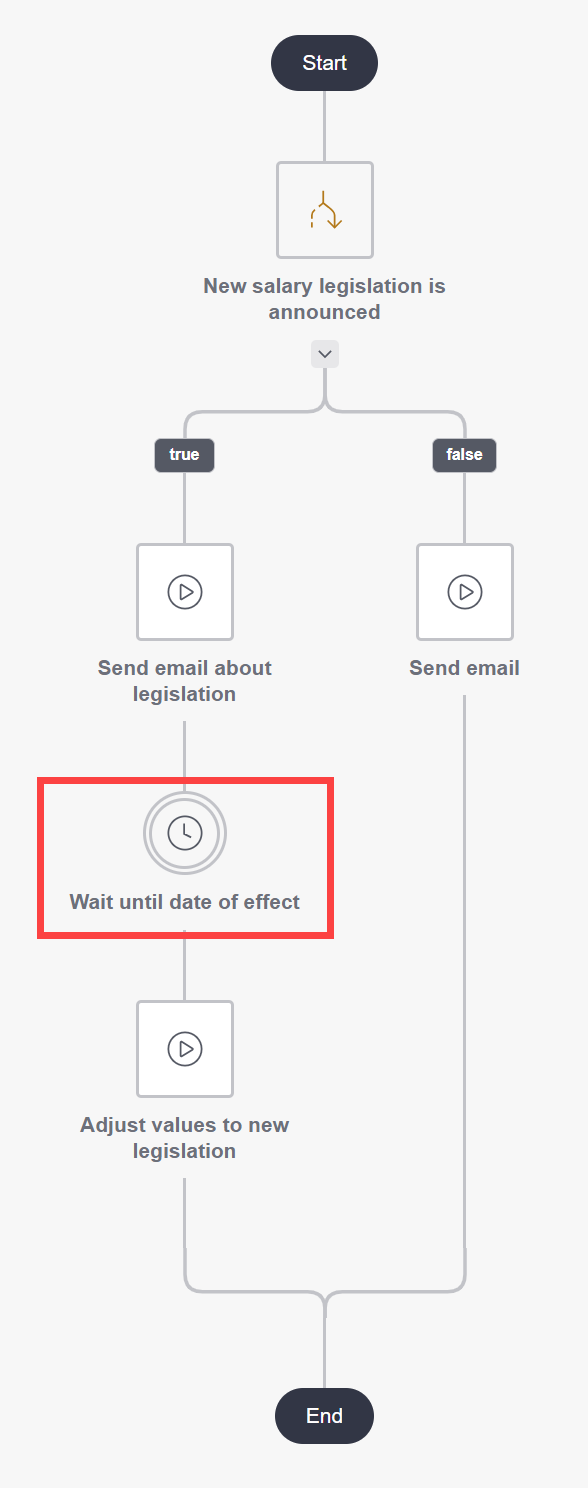 Start
New salary legislation is
announced
true
false
Send email about
legislation
Send email
Wait until date of effect
Adjust values to new
legislation
End